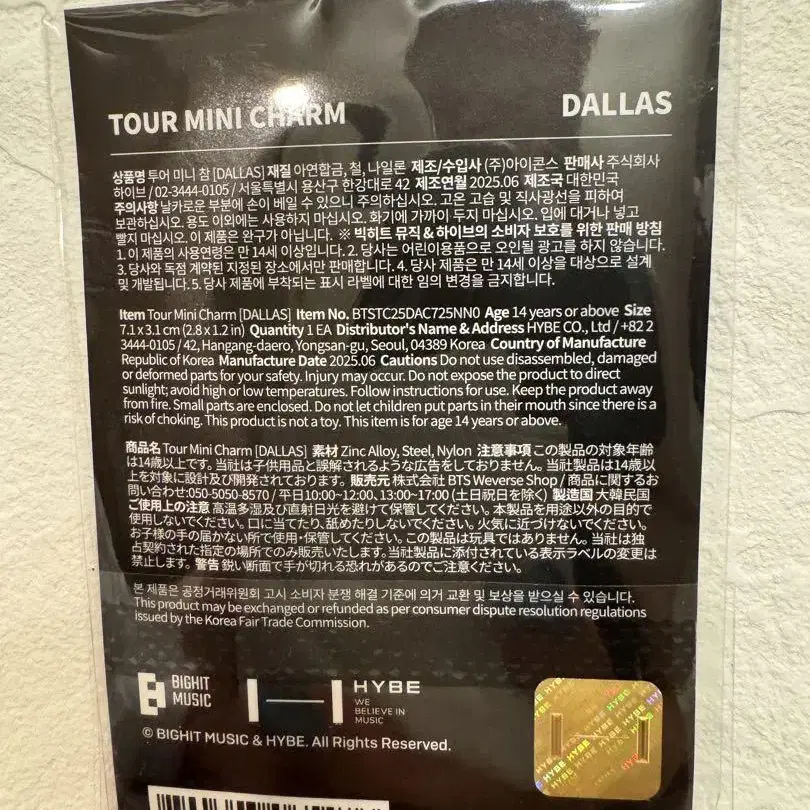 TOUR MINI CHARM
DALLAS
상품명 투어 미니 참 [DALLAS] 재질 아연합금, 철, 나일론 제조/수입사 (주)아이콘스 판매사 주식회사
하이브 / 02-3444-0105 / 서울특별시 용산구 한강대로 42 제조연월 2025.06 제조국 대한민국
주의사항 날카로운 부분에 손이 베일 수 있으니 주의하십시오. 고온 고습 및 직사광선을 피하여
보관하십시오. 용도 이외에는 사용하지 마십시오. 화기에 가까이 두지 마십시오. 입에 대거나 넣고
빨지 마십시오. 이 제품은 완구가 아닙니다. ※ 빅히트 뮤직 & 하이브의 소비자 보호를 위한 판매 방침
1. 이 제품의 사용연령은 만 14세 이상입니다. 2. 당사는 어린이용품으로 오인될 광고를 하지 않습니다.
3. 당사와 독점 계약된 지정된 장소에서만 판매합니다. 4. 당사 제품은 만 14세 이상을 대상으로 설계
및 개발됩니다. 5. 당사 제품에 부착되는 표시 라벨에 대한 임의 변경을 금지합니다.
Item Tour Mini Charm [DALLAS] Item No. BTSTC25DAC725NN0 Age 14 years or above Size
7.1 x 3.1 cm (2.8 x 1.2 in) Quantity 1 EA Distributor's Name & Address HYBE CO., Ltd / +82 2
3444-0105 / 42, Hangang-daero, Yongsan-gu, Seoul, 04389 Korea Country of Manufacture
Republic of Korea Manufacture Date 2025.06 Cautions Do not use disassembled, damaged
or deformed parts for your safety. Injury may occur. Do not expose the product to direct
sunlight; avoid high or low temperatures. Follow instructions for use. Keep the product away
from fire. Small parts are enclosed. Do not let children put parts in their mouth since there is a
risk of choking. This product is not a toy. This item is for age 14 years or above.
商品名 Tour Mini Charm [DALLAS] 素材 Zinc Alloy, Steel, Nylon 注意事項 この製品の対象年齢
は14歳以上です。当社は子供用品と誤解されるような広告をしておりません。当社製品は14歳以
上を対象に設計及び開発されております。 販売元 株式会社 BTS Weverse Shop / 商品に関するお
問い合わせ:050-5050-8570 / 平日10:00~12:00, 13:00~17:00 (土日祝日を除く) 製造国 大韓民国
ご使用上の注意 高温多湿及び直射日光を避けて保管してください。本製品を用途以外の目的で
使用しないでください。口に当てたり、舐めたりしないでください。火気に近づけないでください。
お子様の手の届かない所で使用・保管してください。この製品は玩具ではありません。当社は独
占契約された指定の場所でのみ販売いたします。当社製品に添付されている表示ラベルの変更は
禁止します。 警告 鋭い断面で手が切れる恐れがあるのでご注意ください。
본 제품은 공정거래위원회 고시 소비자 분쟁 해결 기준에 의거 교환 및 보상을 받으실 수 있습니다.
This product may be exchanged or refunded as per consumer dispute resolution regulations
issued by the Korea Fair Trade Commission.
BIGHIT
MUSIC
HYBE
WE
BELIEVE IN
MUSIC
© BIGHIT MUSIC & HYBE. All Rights Reserved.
HYBE HYBE HYBE